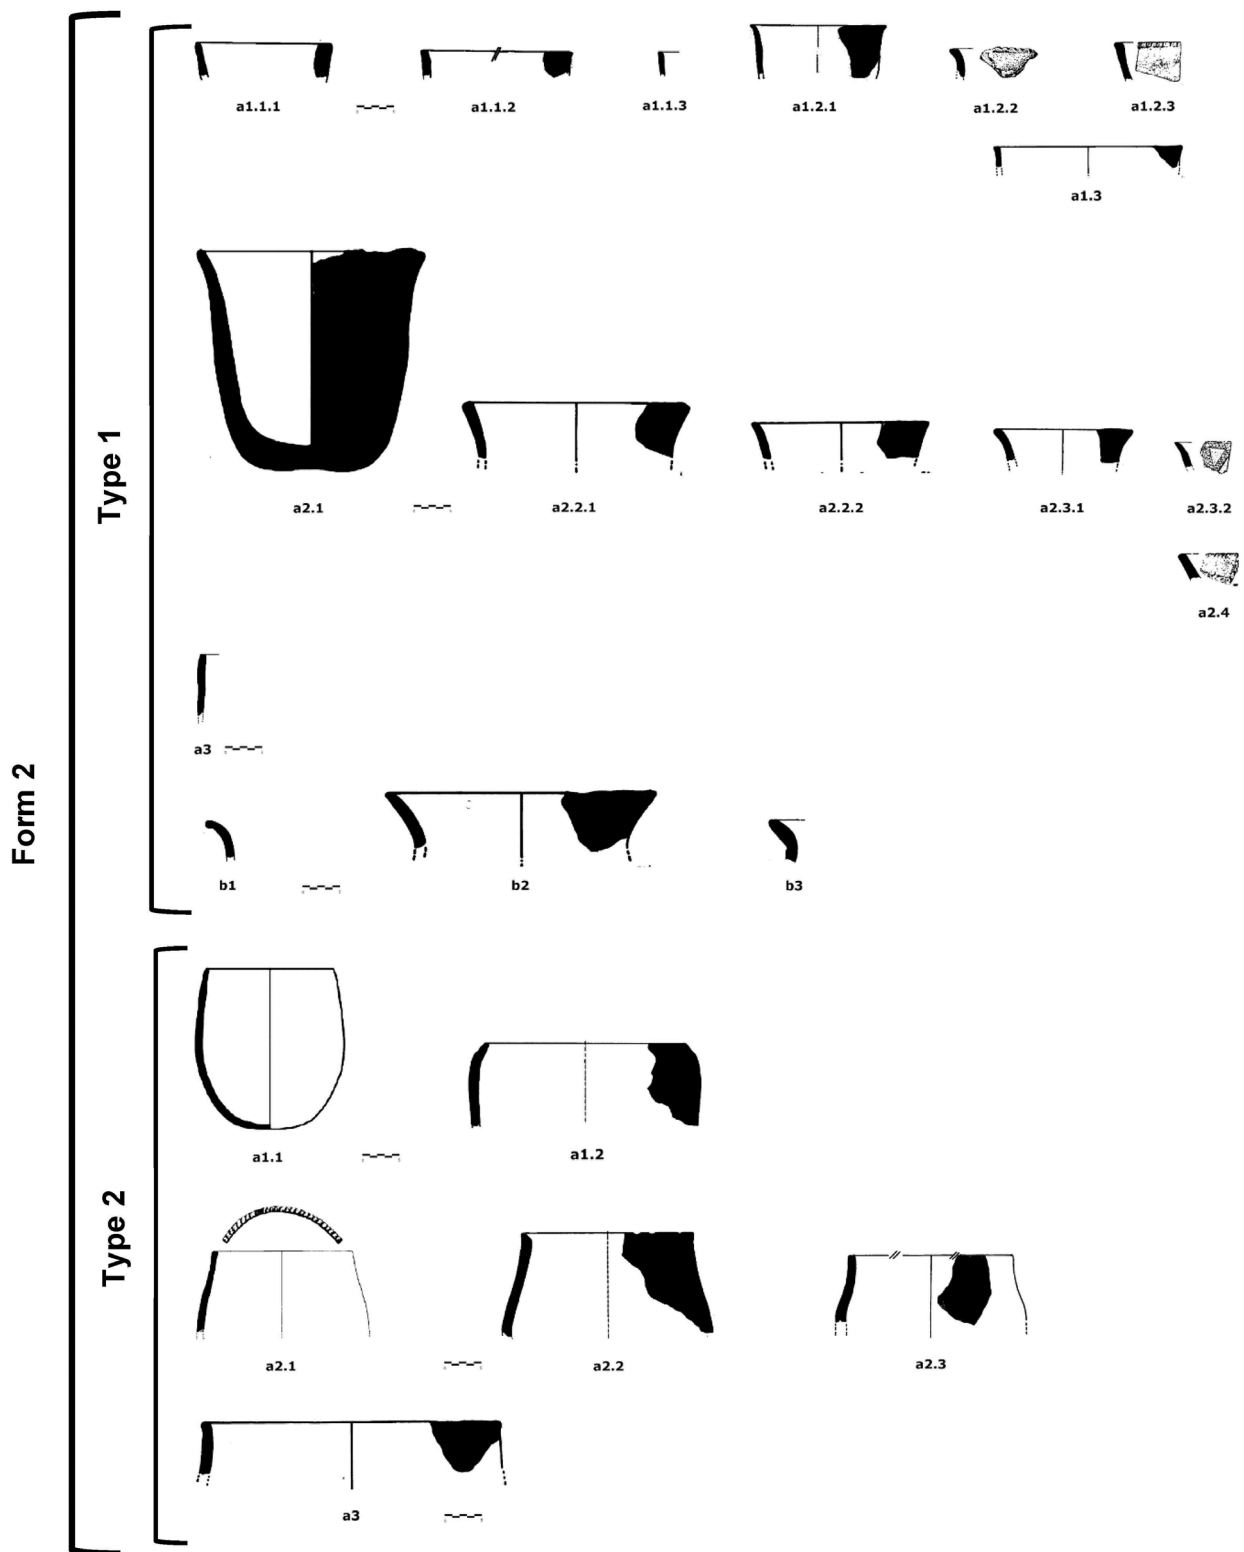 Form 2
Type 1
a1.1.1 a1.1.2 a1.1.3 a1.2.1 a1.2.2 a1.2.3
a1.3
a2.1 a2.2.1 a2.2.2 a2.3.1 a2.3.2
a2.4
a3
b1 b2 b3
Type 2
a1.1 a1.2
a2.1 a2.2 a2.3
a3